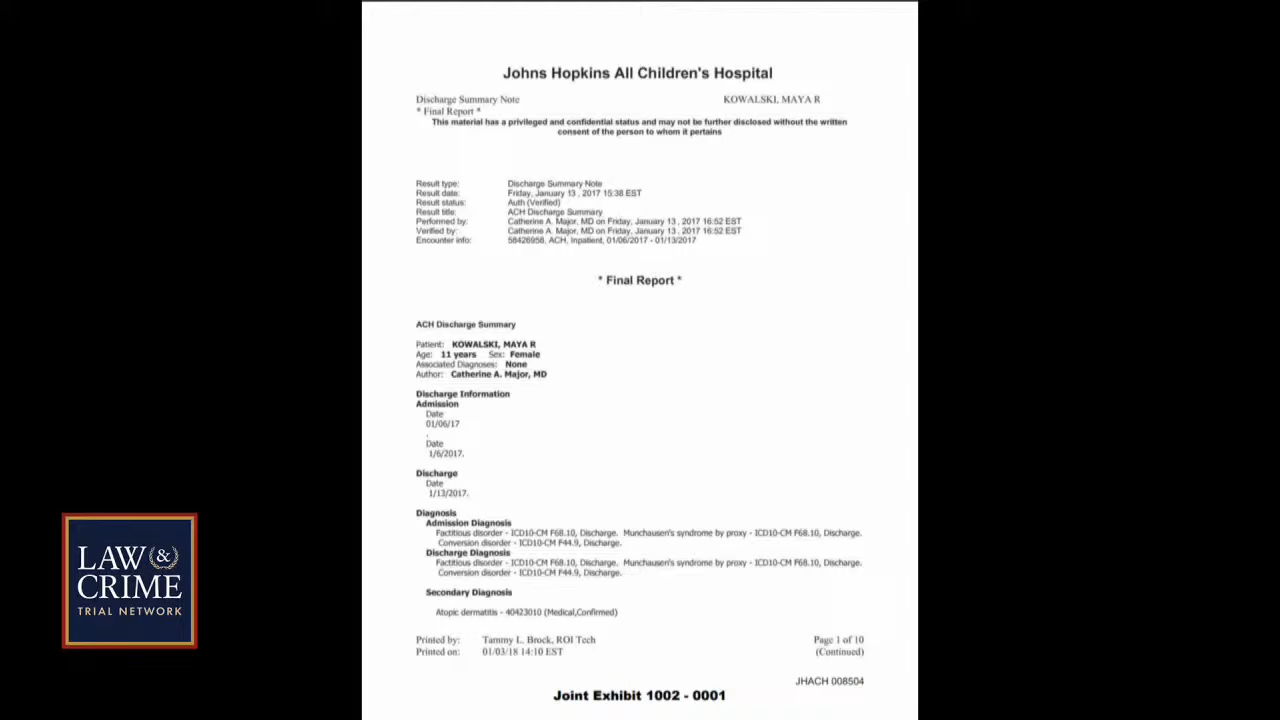 Johns Hopkins All Children's Hospital
Discharge Summary Note KOWALSKI, MAYA R
* Final Report *
This material has a privileged and confidential status and may not be further disclosed without the written
consent of the person to whom it pertains
Result type: Discharge Summary Note
Result date: Friday, January 13 , 2017 15:38 EST
Result status: Auth (Verified)
Result title: ACH Discharge Summary
Performed by: Catherine A. Major, MD on Friday, January 13 , 2017 16:52 EST
Verified by: Catherine A. Major, MD on Friday, January 13 , 2017 16:52 EST
Encounter info: 58426958, ACH, Inpatient, 01/06/2017 - 01/13/2017
* Final Report *
ACH Discharge Summary
Patient: KOWALSKI, MAYA R
Age: 11 years Sex: Female
Associated Diagnoses: None
Author: Catherine A. Major, MD
Discharge Information
Admission
Date
01/06/17
.
Date
1/6/2017.
Discharge
Date
1/13/2017.
Diagnosis
Admission Diagnosis
Factitious disorder - ICD10-CM F68.10, Discharge. Munchausen's syndrome by proxy - ICD10-CM F68.10, Discharge.
Conversion disorder - ICD10-CM F44.9, Discharge.
Discharge Diagnosis
Factitious disorder - ICD10-CM F68.10, Discharge. Munchausen's syndrome by proxy - ICD10-CM F68.10, Discharge.
Conversion disorder - ICD10-CM F44.9, Discharge.
Secondary Diagnosis
Atopic dermatitis - 40423010 (Medical,Confirmed)
Printed by: Tammy L. Brock, ROI Tech Page 1 of 10
Printed on: 01/03/18 14:10 EST (Continued)
JHACH 008504
Joint Exhibit 1002 - 0001
LAW &
CRIME
TRIAL NETWORK